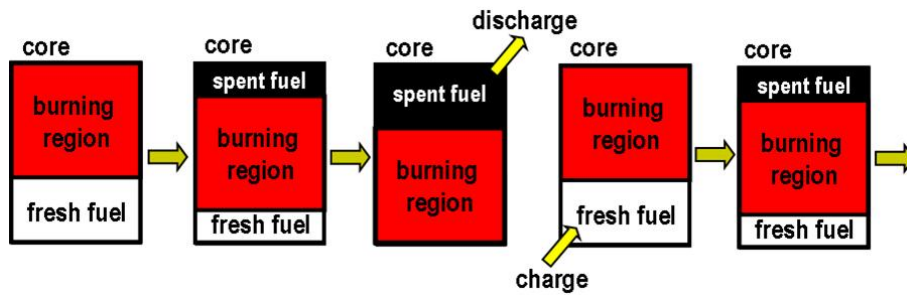 core
burning
region
fresh fuel
core
spent fuel
burning
region
fresh fuel
core
spent fuel
burning
region
discharge
core
burning
region
fresh fuel
charge
core
spent fuel
burning
region
fresh fuel